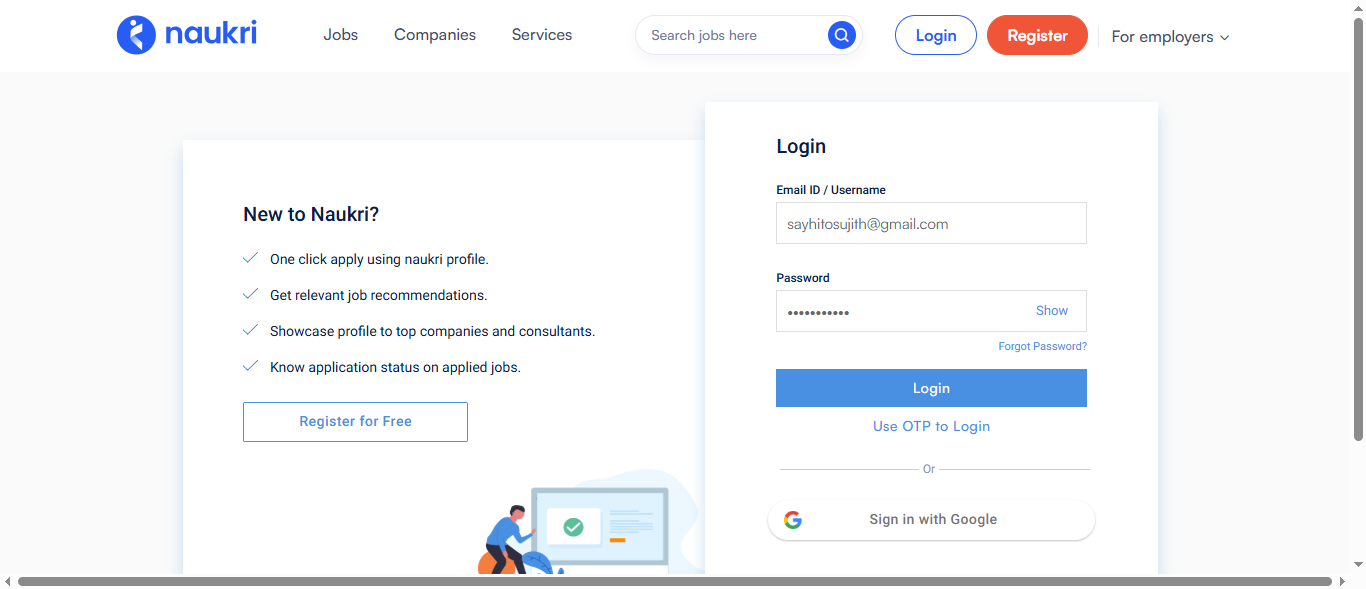 naukri
Jobs Companies Services
Search jobs here
Login
Register
For employers
New to Naukri?
One click apply using naukri profile.
Get relevant job recommendations.
Showcase profile to top companies and consultants.
Know application status on applied jobs.
Register for Free
Login
Email ID / Username
sayhitosujith@gmail.com
Password
•••••••••••
Show
Forgot Password?
Login
Use OTP to Login
Or
Sign in with Google